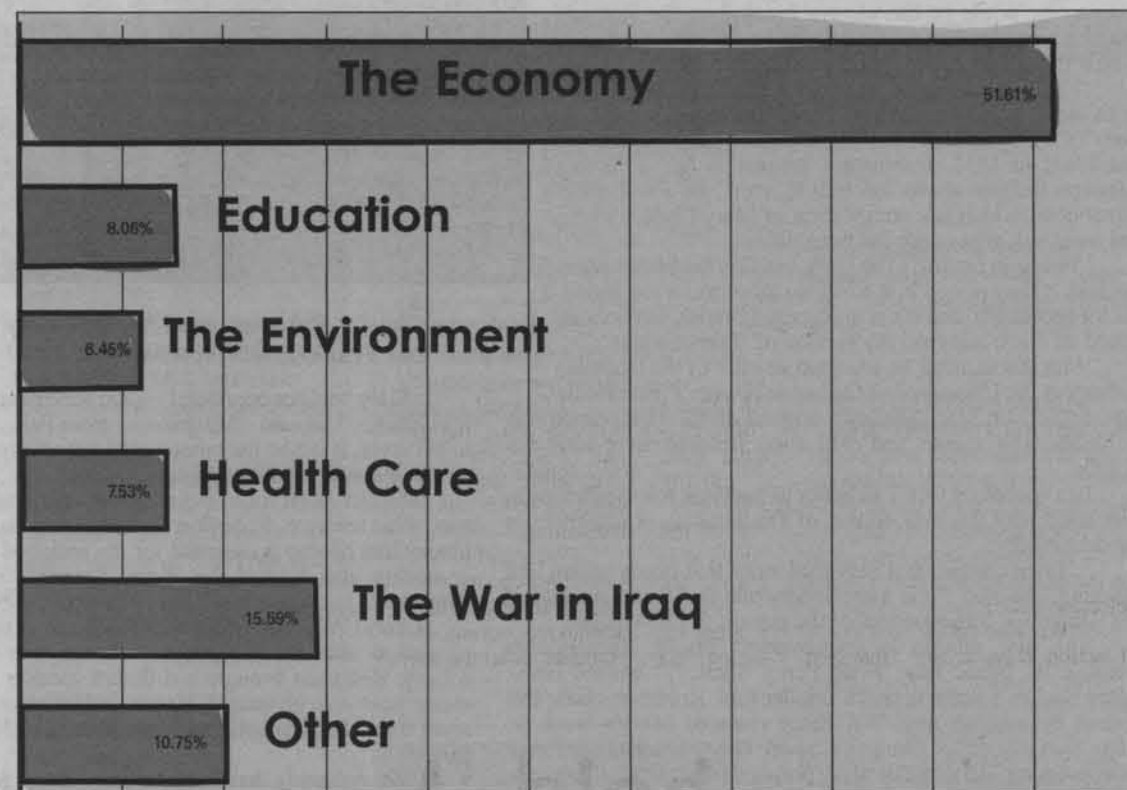 The Economy
51.61%
Education
8.06%
The Environment
6.45%
Health Care
7.53%
The War in Iraq
15.59%
Other
10.75%